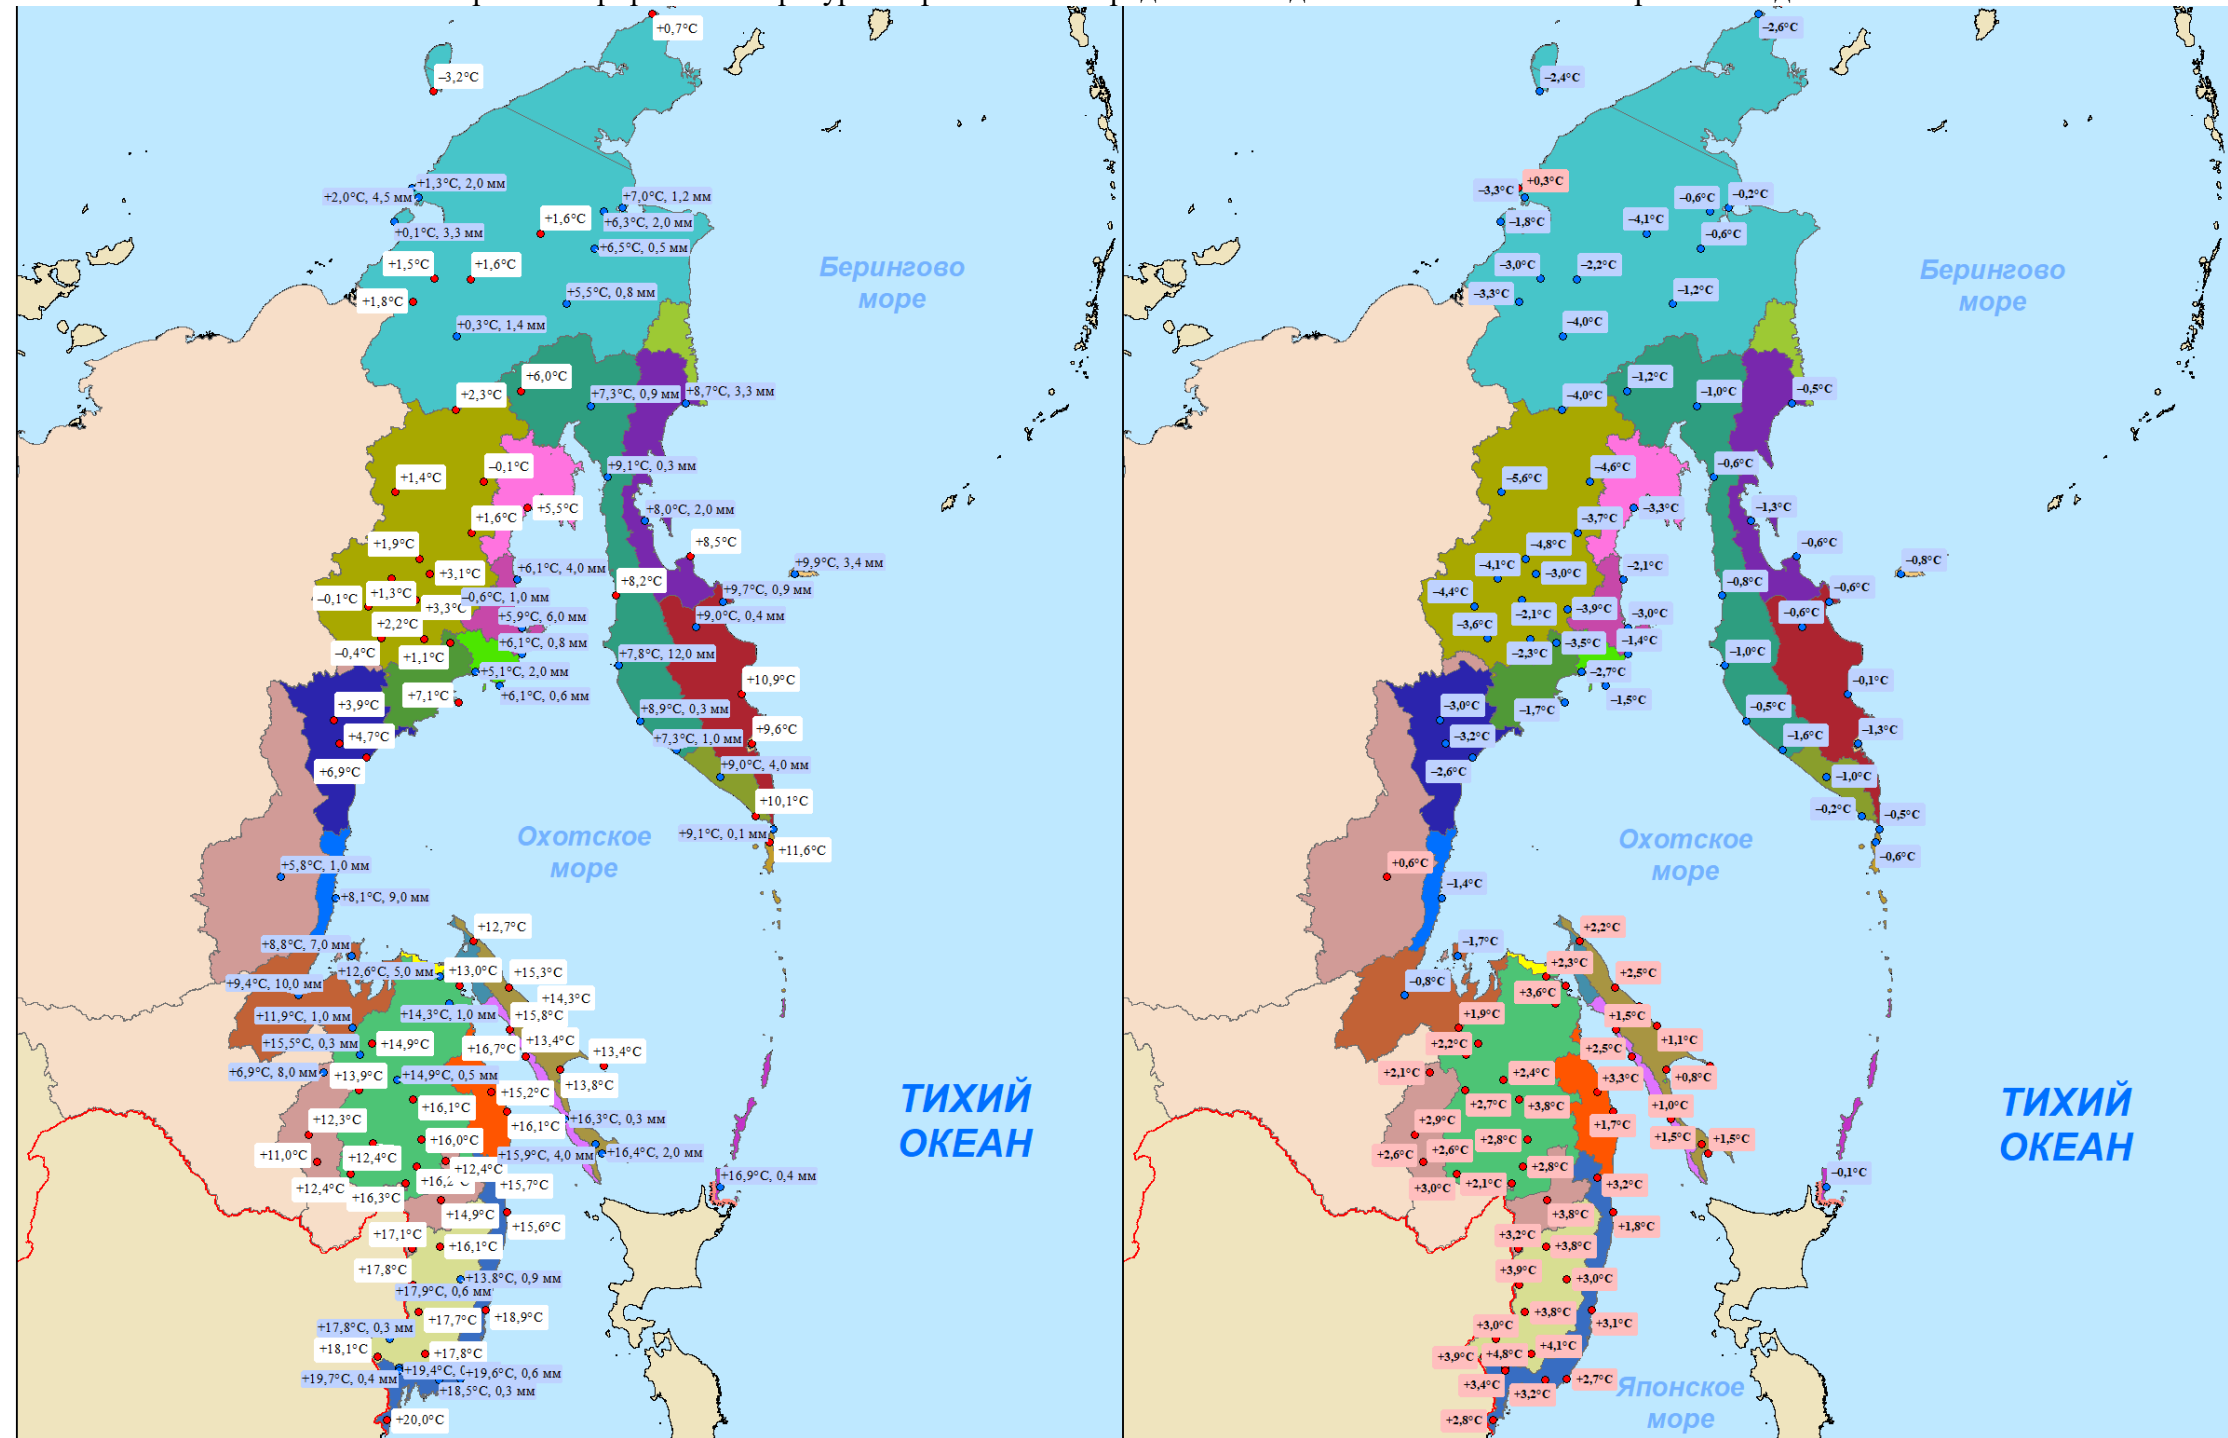 +0,7°C
–3,2°C
+1,3°C, 2,0 мм
+2,0°C, 4,5 мм
+7,0°C, 1,2 мм
+1,6°C
+6,3°C, 2,0 мм
+0,1°C, 3,3 мм
+6,5°C, 0,5 мм
+1,5°C
+1,6°C
Берингово
море
+1,8°C
+5,5°C, 0,8 мм
+0,3°C, 1,4 мм
+6,0°C
+2,3°C
+7,3°C, 0,9 мм
+8,7°C, 3,3 мм
–0,1°C
+9,1°C, 0,3 мм
+1,4°C
+5,5°C
+8,0°C, 2,0 мм
+1,6°C
+1,9°C
+8,5°C
+9,9°C, 3,4 мм
+3,1°C
+6,1°C, 4,0 мм
+8,2°C
+9,7°C, 0,9 мм
–0,1°C
+1,3°C
+3,3°C
–0,6°C, 1,0 мм
+5,9°C, 6,0 мм
+9,0°C, 0,4 мм
+2,2°C
+6,1°C, 0,8 мм
–0,4°C
+1,1°C
+7,8°C, 12,0 мм
+5,1°C, 2,0 мм
+7,1°C
+6,1°C, 0,6 мм
+10,9°C
+3,9°C
+8,9°C, 0,3 мм
+4,7°C
+7,3°C, 1,0 мм
+9,6°C
+6,9°C
+9,0°C, 4,0 мм
+10,1°C
Охотское
море
+9,1°C, 0,1 мм
+11,6°C
+5,8°C, 1,0 мм
+8,1°C, 9,0 мм
+12,7°C
+8,8°C, 7,0 мм
+12,6°C, 5,0 мм
+13,0°C
+15,3°C
+9,4°C, 10,0 мм
+14,3°C
+11,9°C, 1,0 мм
+14,3°C, 1,0 мм
+15,8°C
+15,5°C, 0,3 мм
+14,9°C
+16,7°C
+13,4°C
+13,4°C
+6,9°C, 8,0 мм
+13,9°C
+14,9°C, 0,5 мм
+13,8°C
+15,2°C
ТИХИЙ
ОКЕАН
+16,1°C
+12,3°C
+16,1°C
+16,3°C, 0,3 мм
+16,0°C
+11,0°C
+12,4°C
+15,9°C, 4,0 мм
+16,4°C, 2,0 мм
+12,4°C
+12,4°C
+16,2°C
+15,7°C
+16,9°C, 0,4 мм
+16,3°C
+14,9°C
+15,6°C
+17,1°C
+16,1°C
+17,8°C
+13,8°C, 0,9 мм
+17,9°C, 0,6 мм
+17,7°C
+18,9°C
+17,8°C, 0,3 мм
+18,1°C
+17,8°C
+19,7°C, 0,4 мм
+19,4°C,
+19,6°C, 0,6 мм
+18,5°C, 0,3 мм
+20,0°C
–2,6°C
–2,4°C
+0,3°C
–3,3°C
–0,6°C
–0,2°C
–1,8°C
–4,1°C
–0,6°C
–3,0°C
–2,2°C
Берингово
море
–3,3°C
–1,2°C
–4,0°C
–1,2°C
–4,0°C
–1,0°C
–0,5°C
–4,6°C
–0,6°C
–5,6°C
–3,3°C
–1,3°C
–3,7°C
–4,8°C
–0,6°C
–0,8°C
–4,1°C
–3,0°C
–2,1°C
–0,8°C
–0,6°C
–4,4°C
–2,1°C
–3,9°C
–3,0°C
–0,6°C
–3,6°C
–3,5°C
–1,4°C
–2,3°C
–1,0°C
–2,7°C
–0,1°C
–1,7°C
–1,5°C
–3,0°C
–0,5°C
–3,2°C
–1,6°C
–1,3°C
–2,6°C
–1,0°C
–0,2°C
–0,5°C
Охотское
море
–0,6°C
+0,6°C
–1,4°C
+2,2°C
–1,7°C
+2,3°C
–0,8°C
+2,5°C
+3,6°C
+1,9°C
+1,5°C
+2,2°C
+2,5°C
+1,1°C
+2,1°C
+2,4°C
+3,3°C
+0,8°C
ТИХИЙ
ОКЕАН
+2,7°C
+3,8°C
+1,0°C
+2,9°C
+1,7°C
+2,8°C
+1,5°C
+1,5°C
+2,6°C
+2,6°C
+2,8°C
–0,1°C
+3,0°C
+2,1°C
+3,2°C
+3,8°C
+1,8°C
+3,2°C
+3,8°C
+3,9°C
+3,0°C
+3,8°C
+3,0°C
+3,1°C
+3,9°C
+4,8°C
+4,1°C
+3,4°C
+3,2°C
+2,7°C
Японское
море
+2,8°C